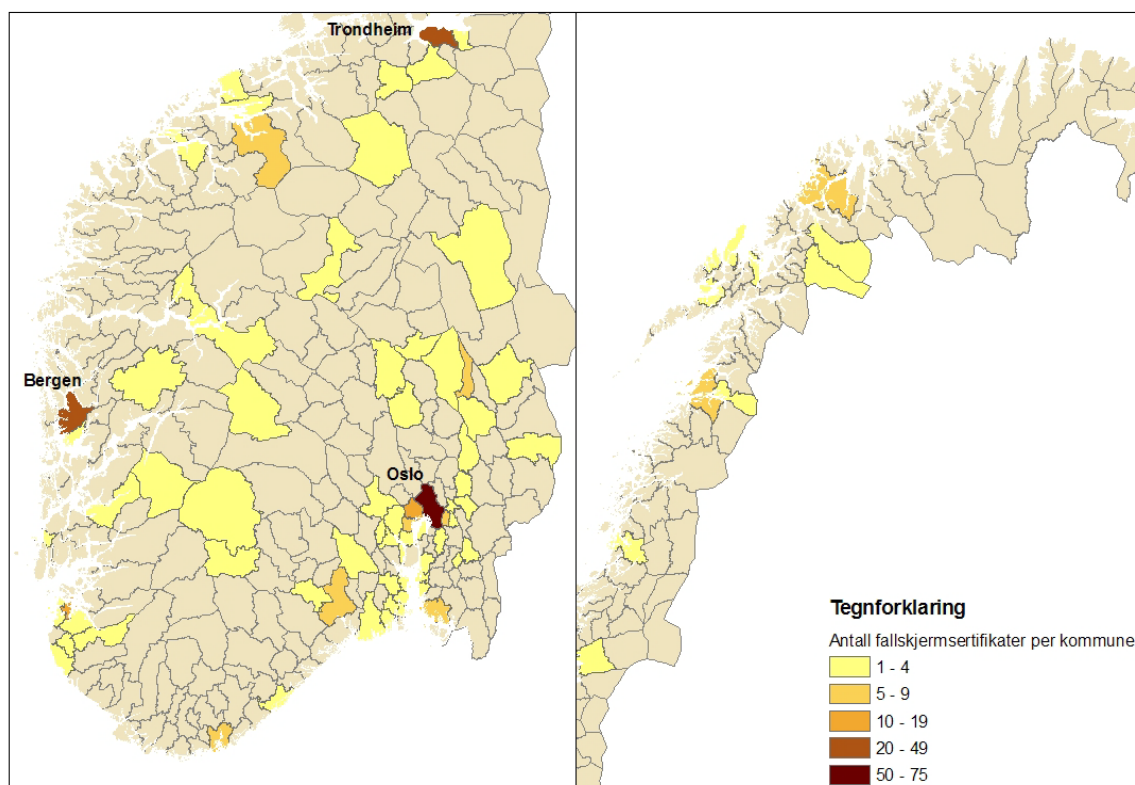 Trondheim
Bergen
Oslo
Tegnforklaring
Antall fallskjermsertifikater per kommune
1 - 4
5 - 9
10 - 19
20 - 49
50 - 75